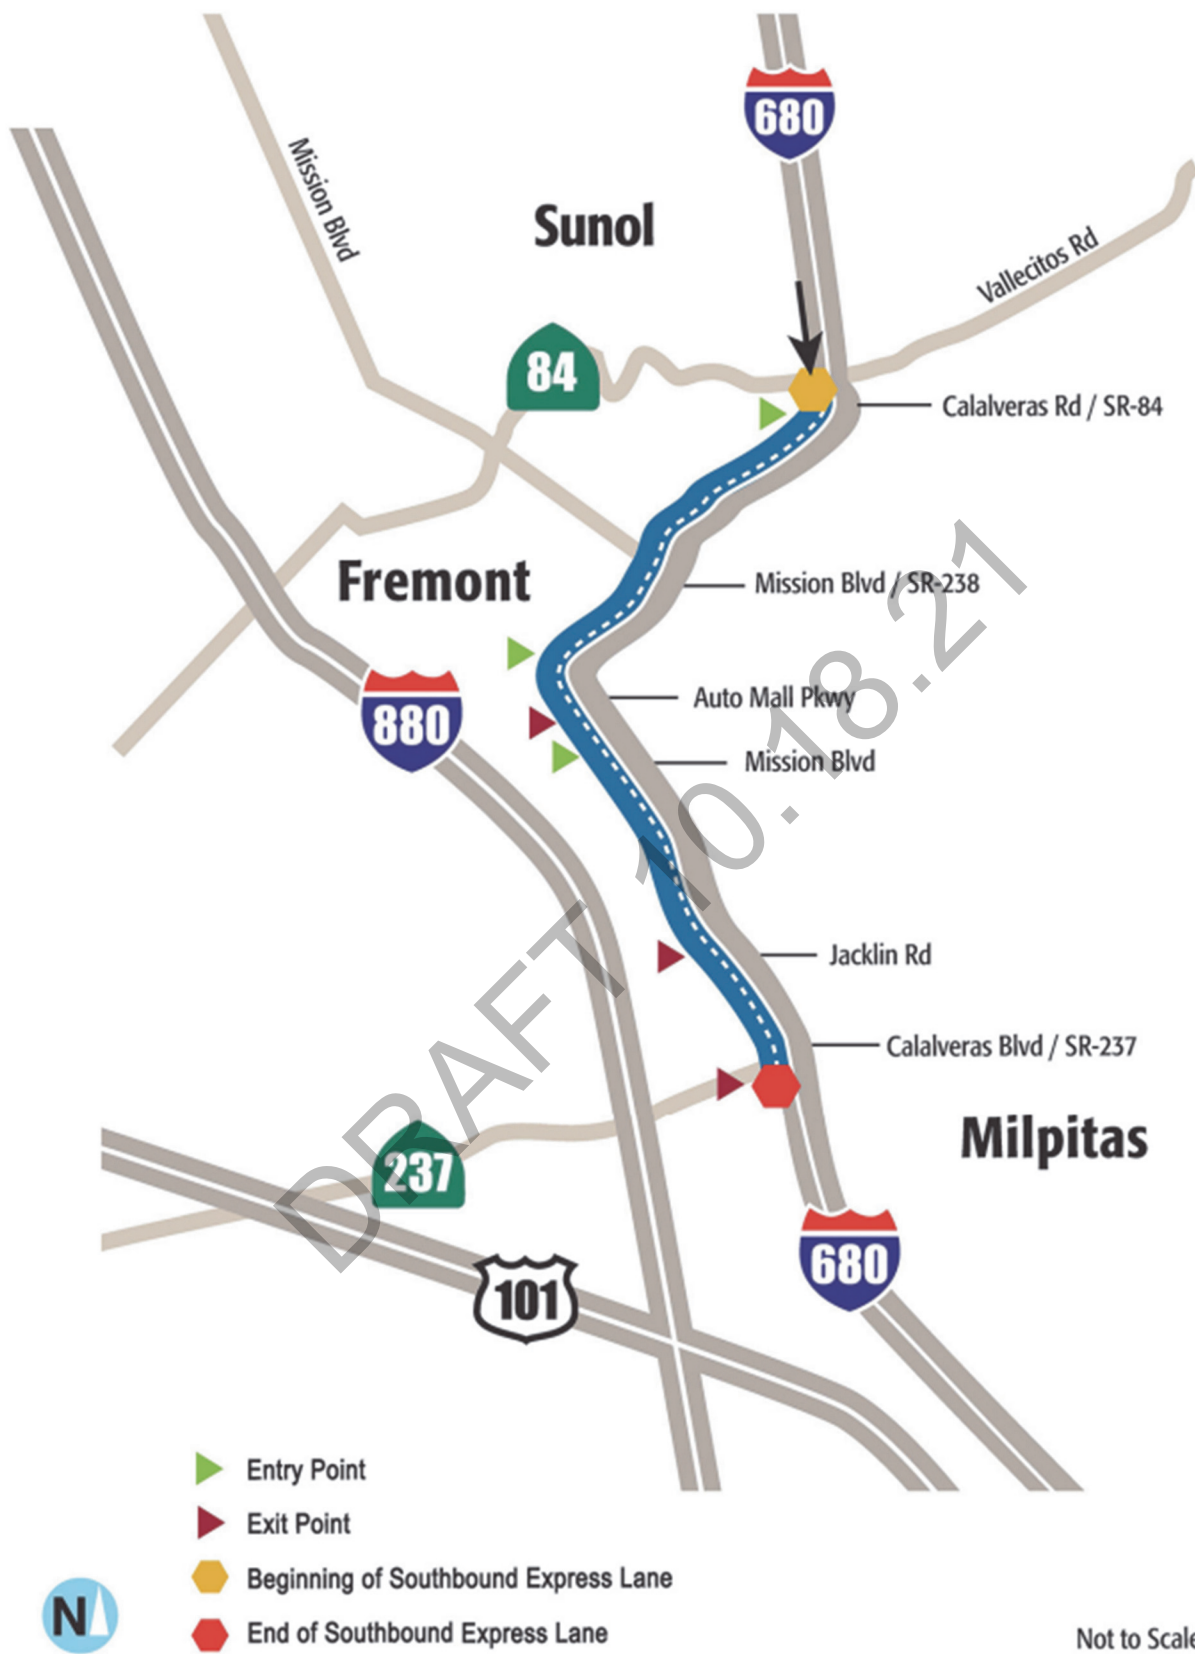 680
Mission Blvd
Sunol
Vallecitos Rd
84
Calalveras Rd / SR-84
Fremont
Mission Blvd / SR-238
880
Auto Mall Pkwy
Mission Blvd
DRAFT 10.18.21
Jacklin Rd
Calalveras Blvd / SR-237
Milpitas
237
680
101
Entry Point
Exit Point
Beginning of Southbound Express Lane
N
End of Southbound Express Lane
Not to Scale